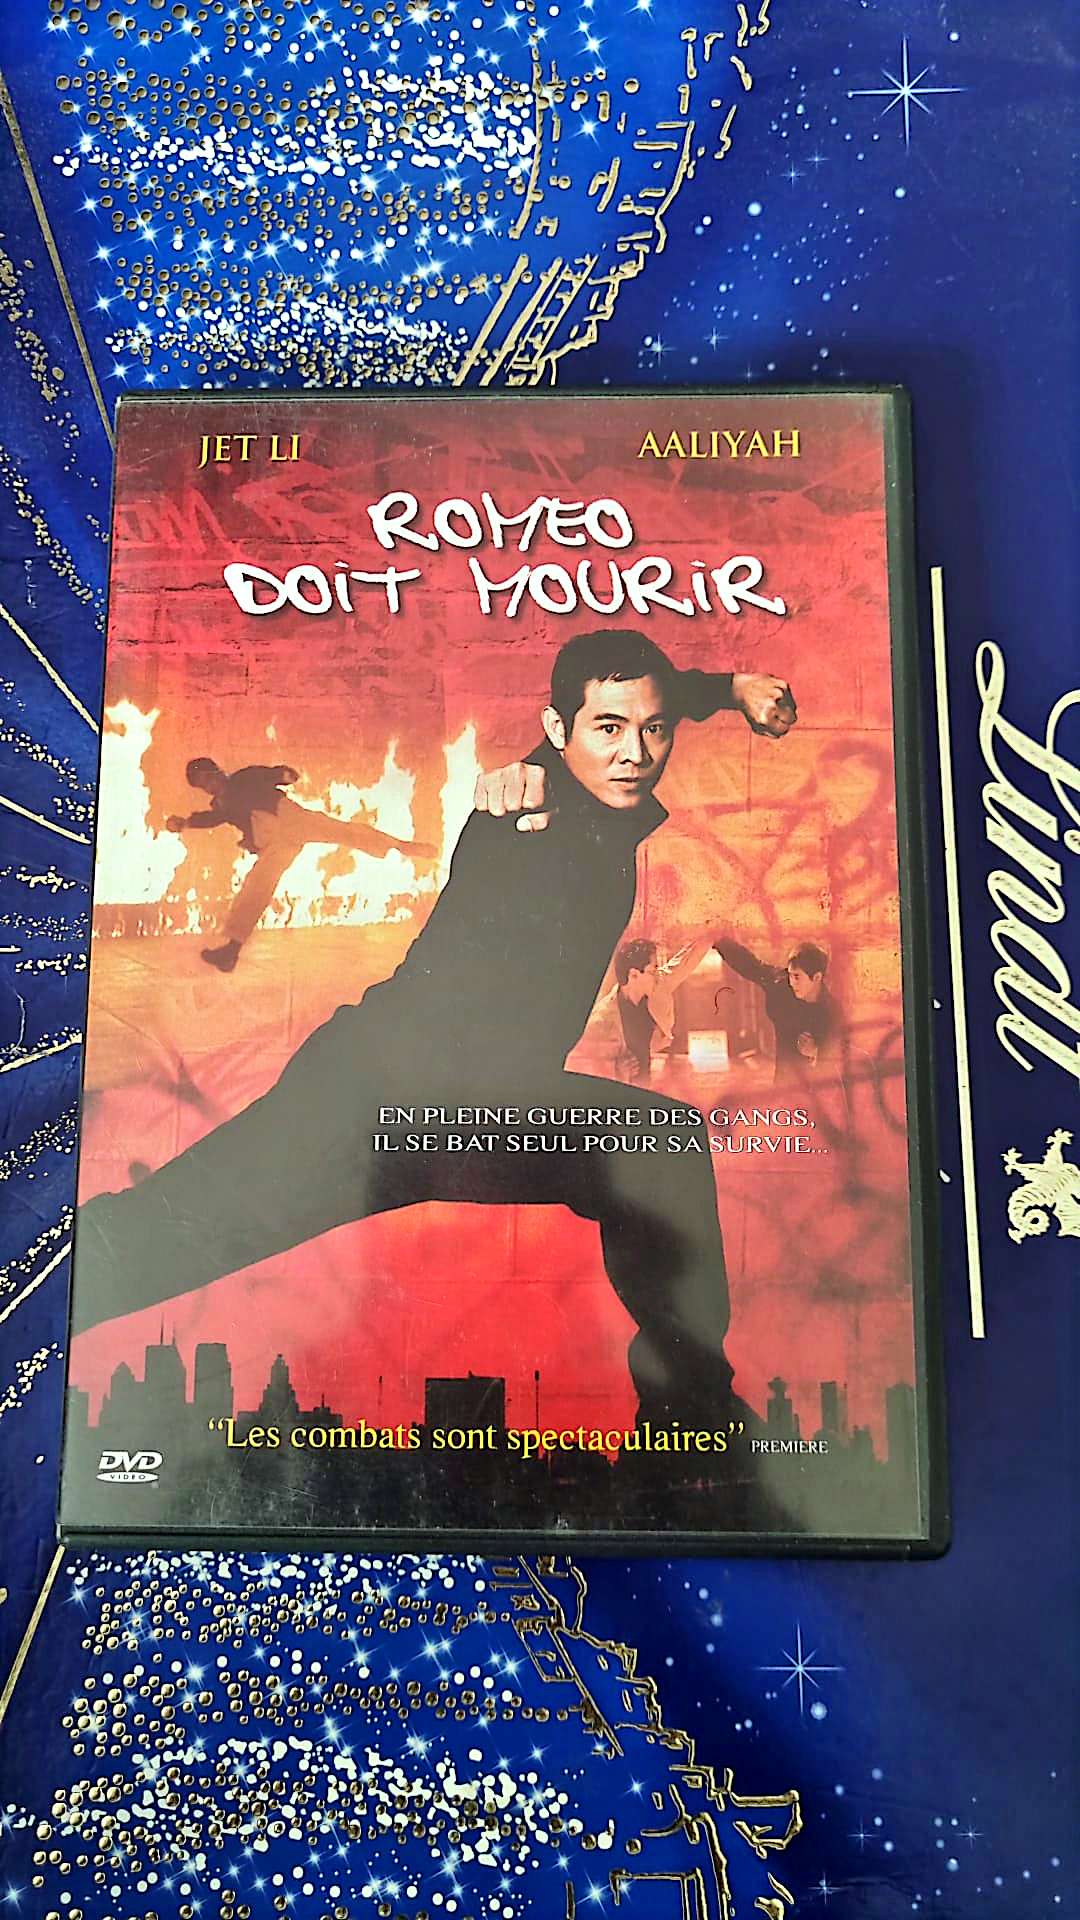 JET LI
AALIYAH
ROMEO
DOIT MOURIR
EN PLEINE GUERRE DES GANGS,
IL SE BAT SEUL POUR SA SURVIE...
"Les combats sont spectaculaires" PREMIERE
DVD
VIDEO
Lindt